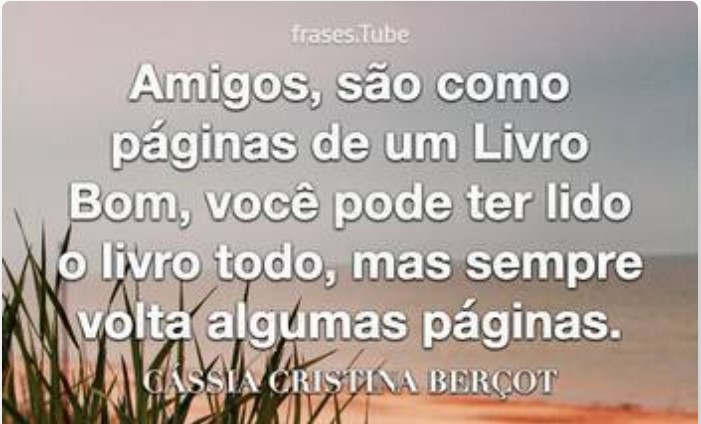 frases.Tube
Amigos, são como
páginas de um Livro
Bom, você pode ter lido
o livro todo, mas sempre
volta algumas páginas.
CÁSSIA CRISTINA BERÇOT